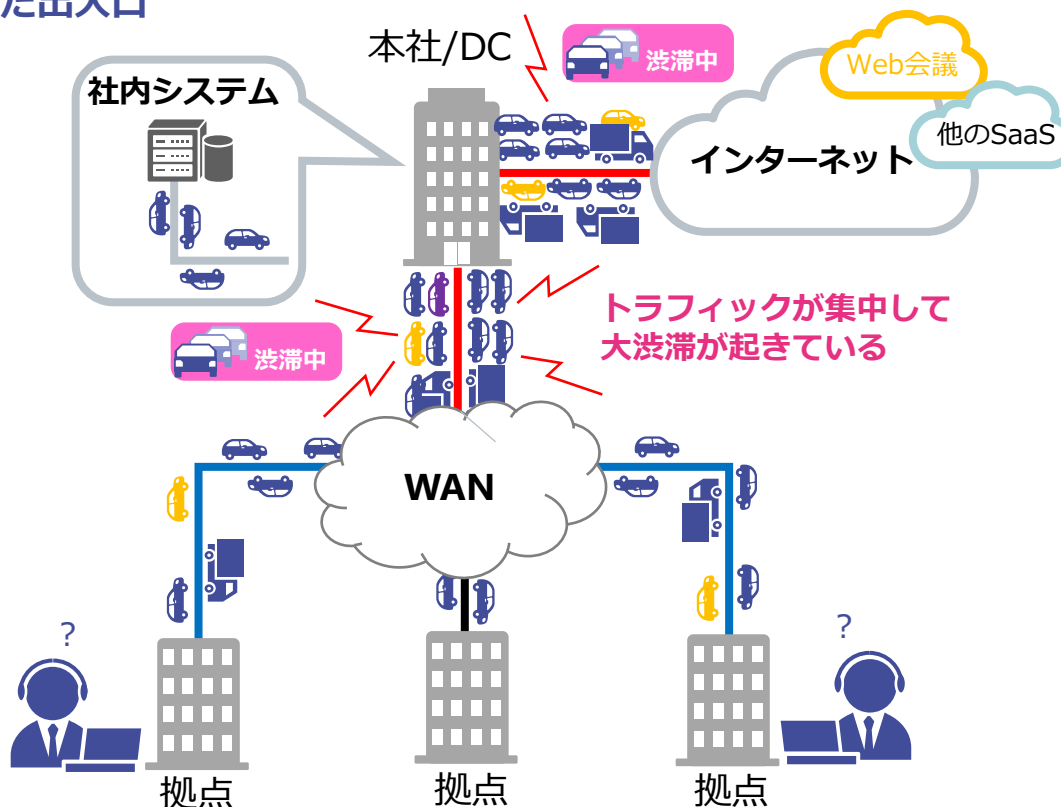 た出入口
本社/DC
渋滞中
Web会議
他のSaaS
社内システム
インターネット
トラフィックが集中して
大渋滞が起きている
渋滞中
WAN
?
?
拠点
拠点
拠点